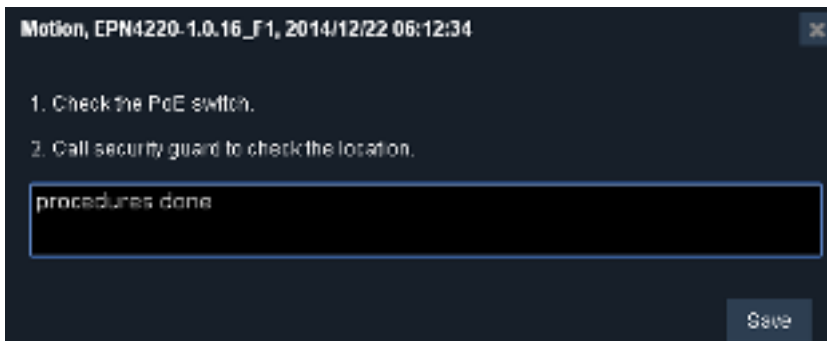 Motion, EPN4220-1.0.16_F1, 2014/12/22 06:12:34
1. Check the PoE switch.
2. Call security guard to check the location.
procedures done
Save